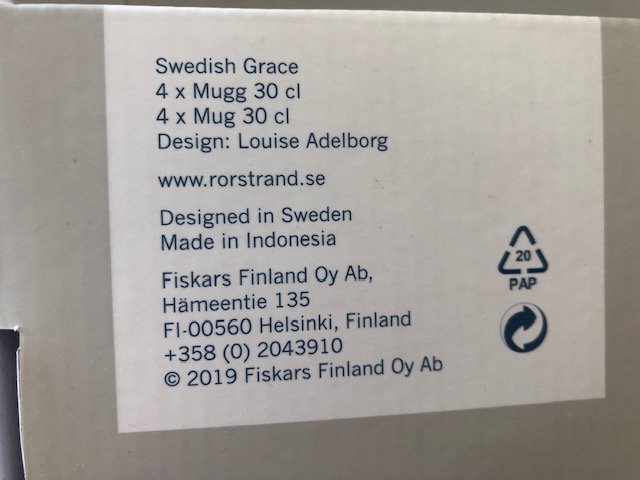 Swedish Grace
4 x Mugg 30 cl
4 x Mug 30 cl
Design: Louise Adelborg
www.rorstrand.se
Designed in Sweden
Made in Indonesia
Fiskars Finland Oy Ab,
Hämeentie 135
FI-00560 Helsinki, Finland
+358 (0) 2043910
© 2019 Fiskars Finland Oy Ab
20
PAP